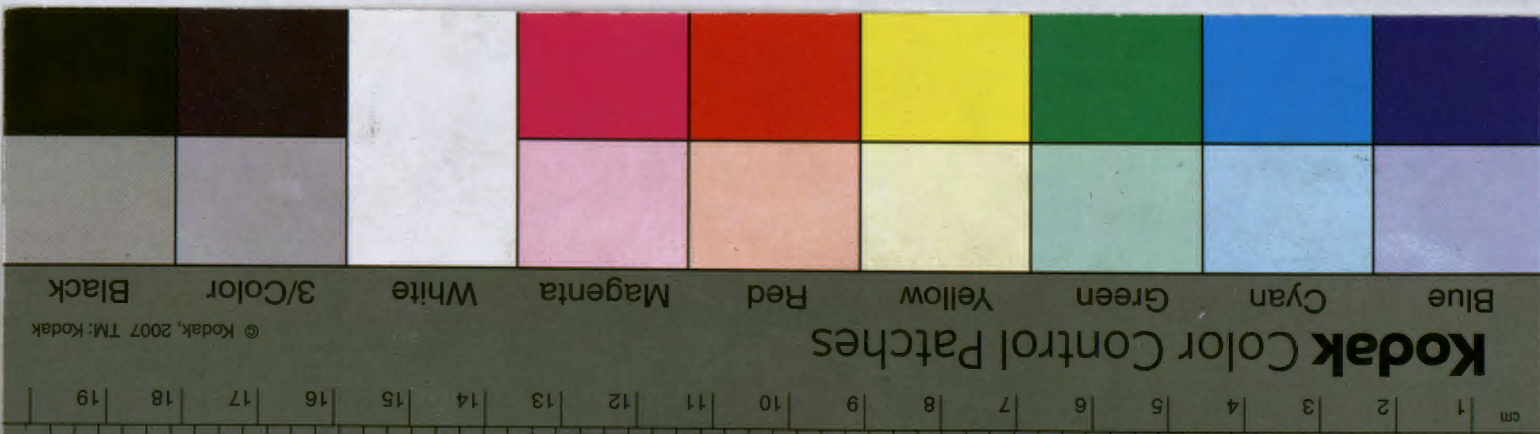 cm 1 2 3 4 5 6 7 8 9 10 11 12 13 14 15 16 17 18 19
Kodak Color Control Patches
© Kodak, 2007 TM: Kodak
Blue Cyan Green Yellow Red Magenta White 3/Color Black